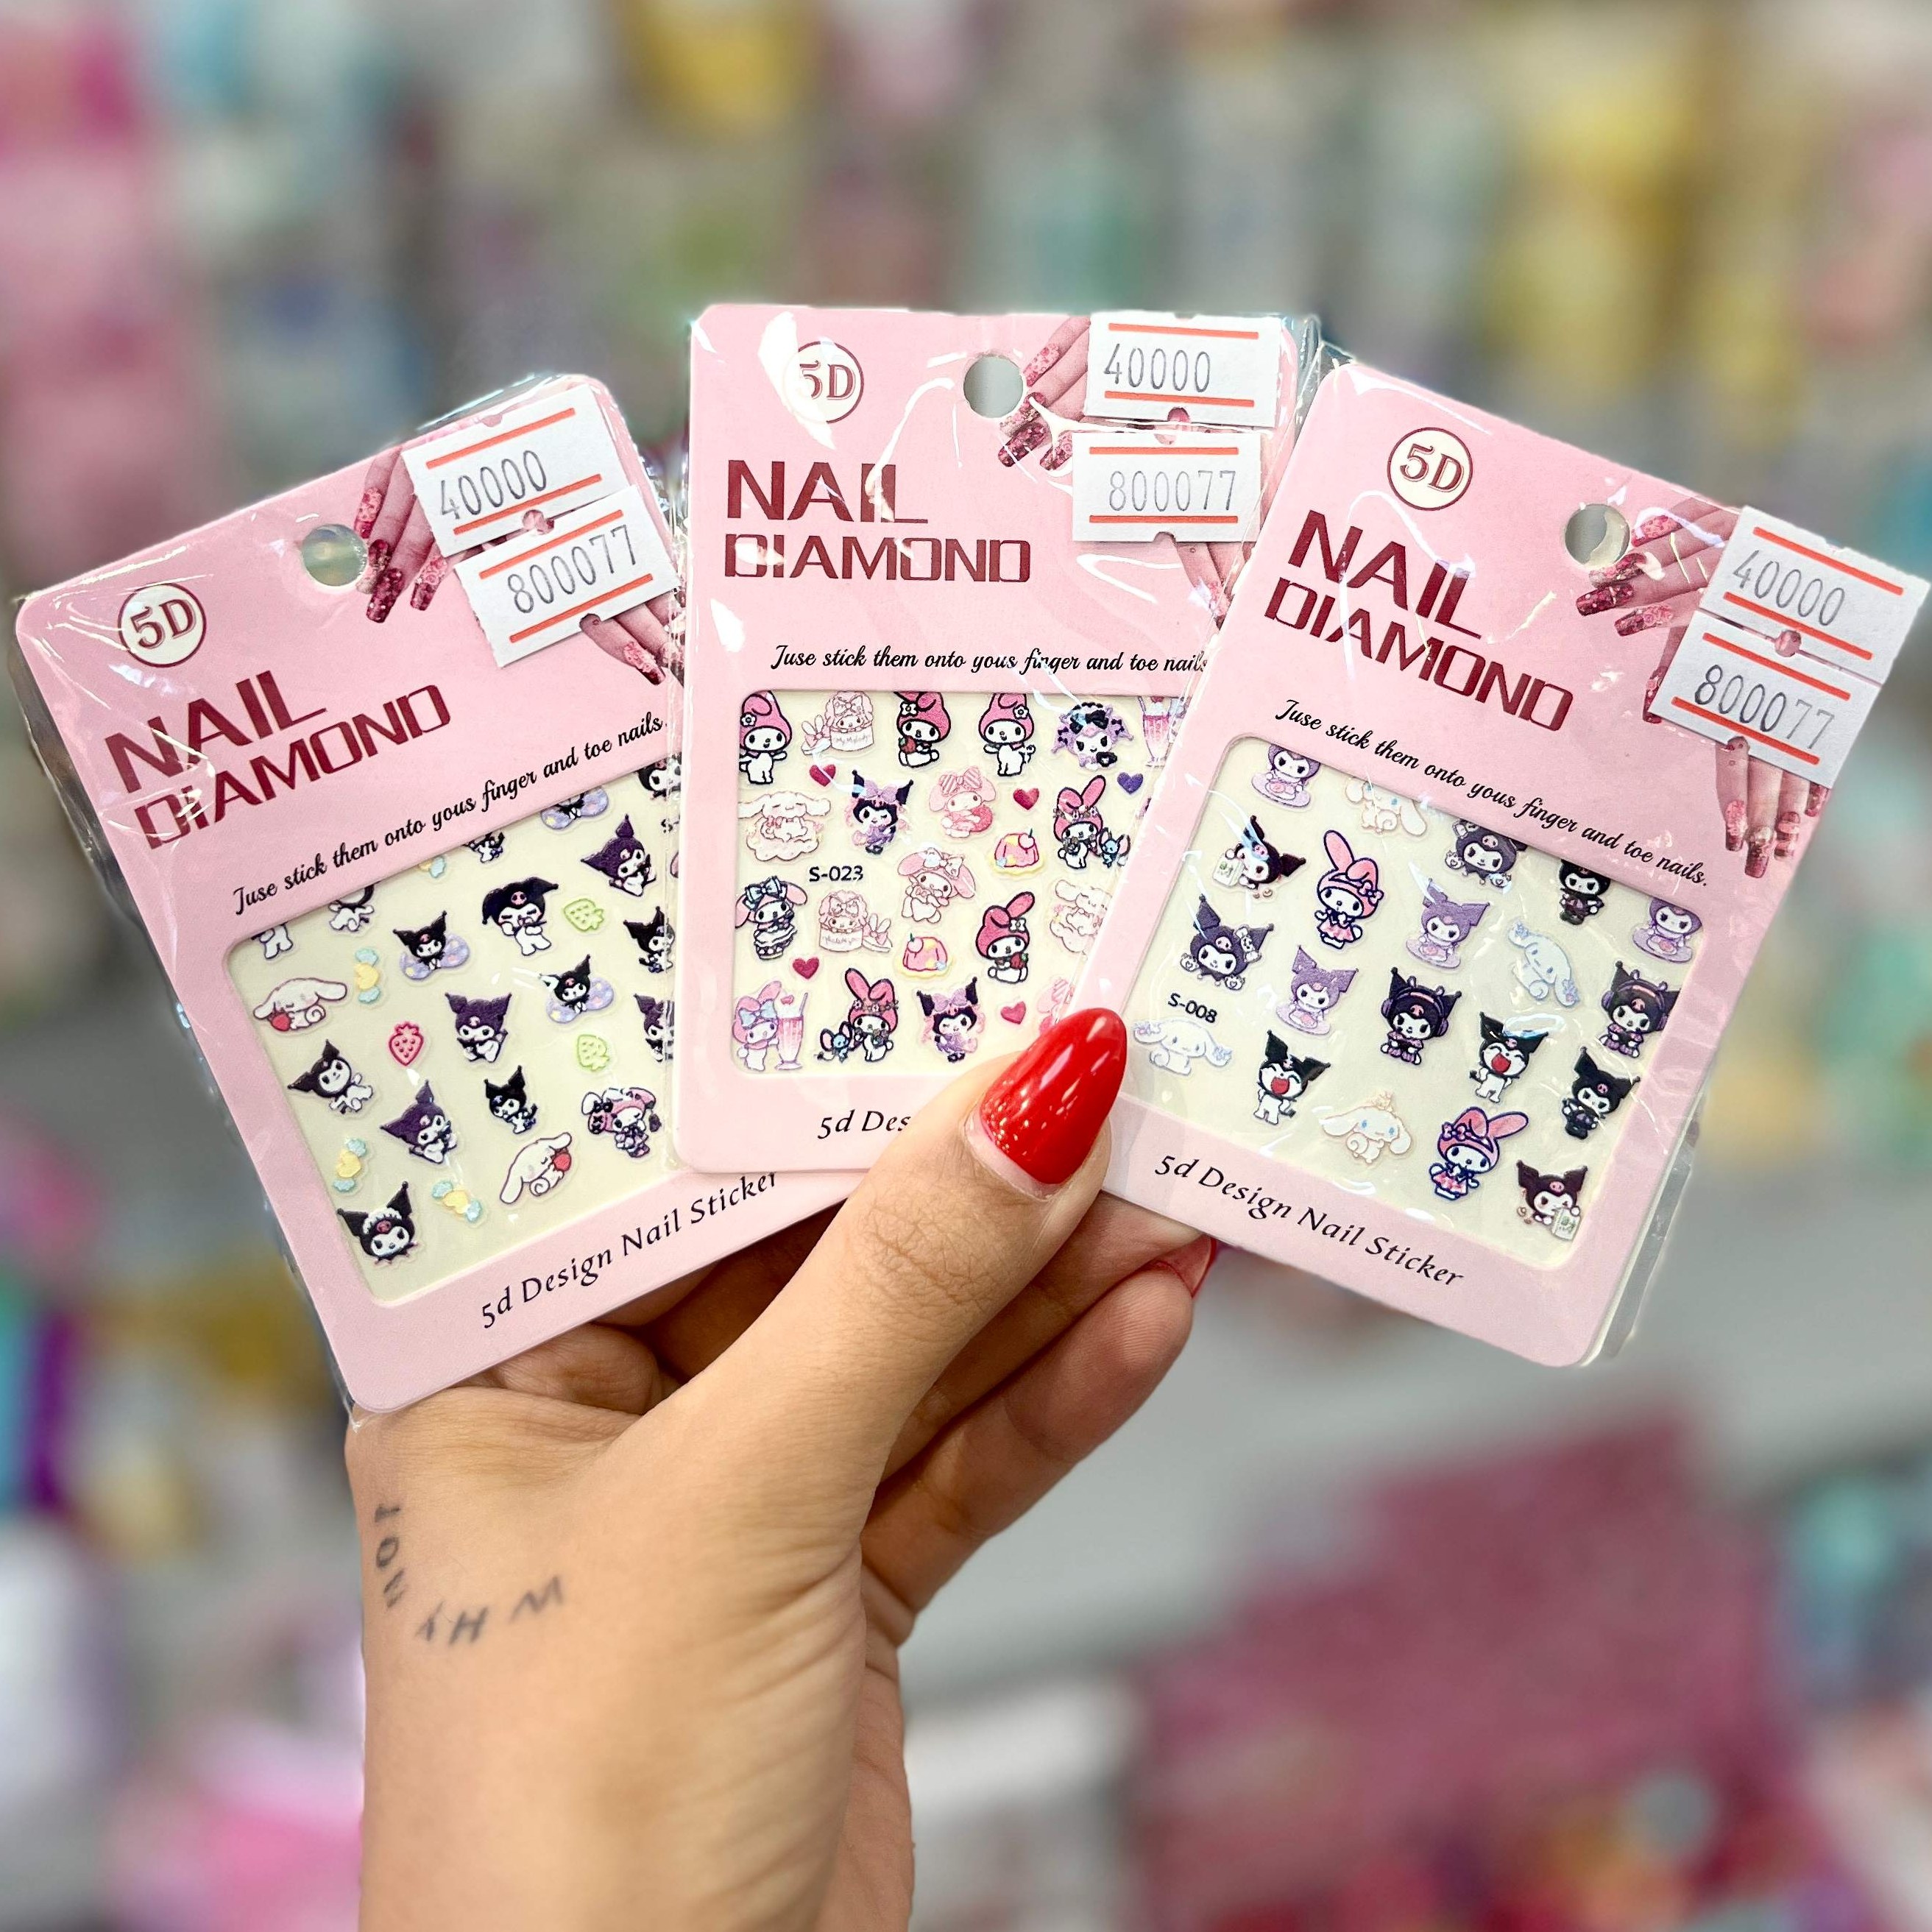 40000
800077
5D
NAIL
DIAMOND
Juse stick them onto yous finger and toe nails.
5d Design Nail Sticker
40000
800077
5D
NAIL
DIAMOND
Juse stick them onto yous finger and toe nails
S-023
5d Des
40000
800077
5D
NAIL
DIAMOND
Juse stick them onto yous finger and toe nails.
S-008
5d Design Nail Sticker
WHY
NOT